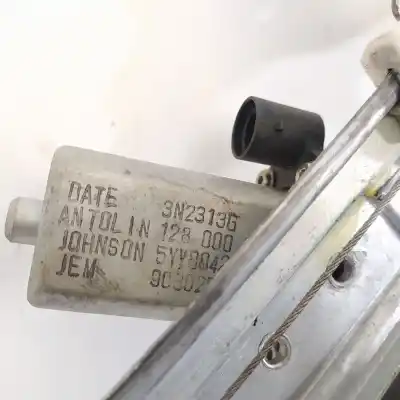 DATE 3N2313G
ANTOLIN 128 000
JOHNSON
JEM